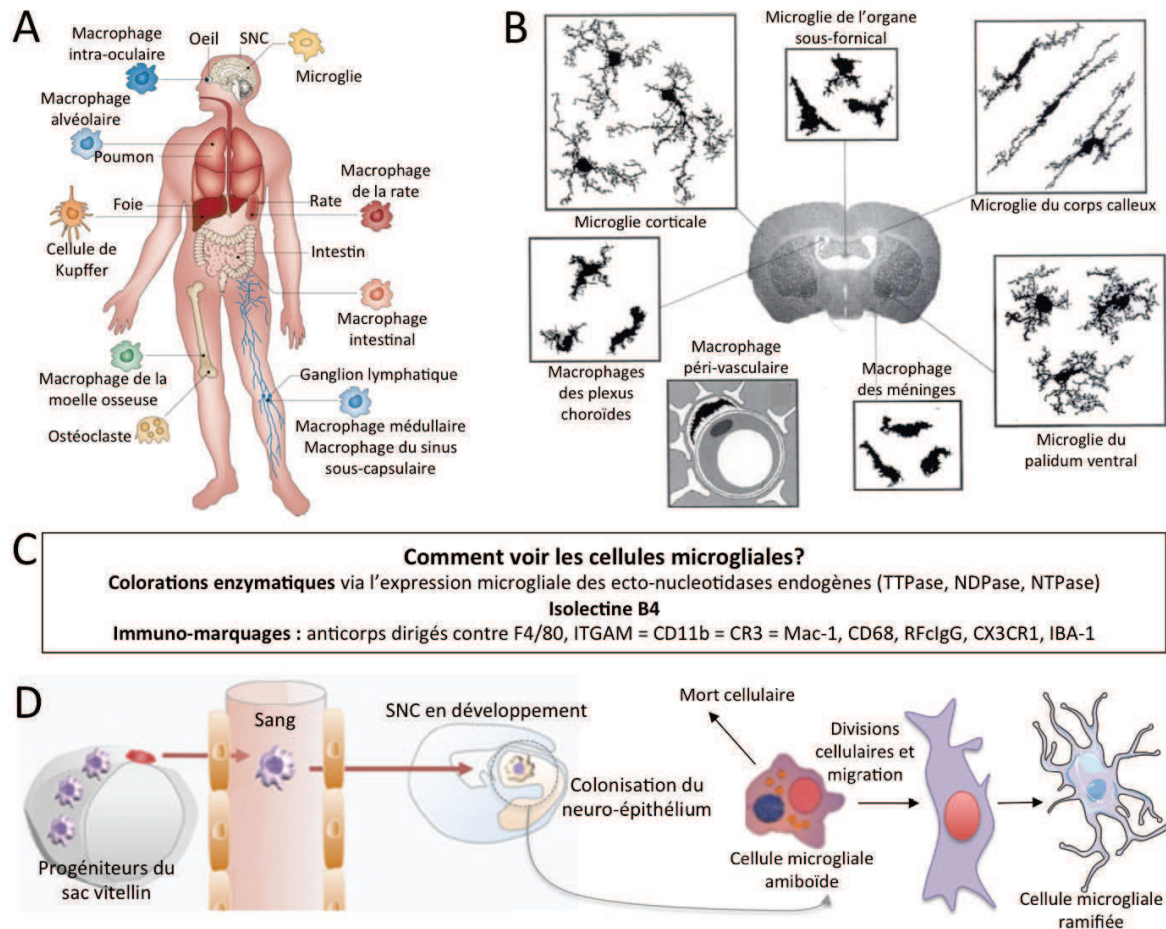 A
Macrophage
intra-oculaire
Oeil
SNC
Microglie
Macrophage
alvéolaire
Poumon
Macrophage
de la rate
Foie
Rate
Cellule de
Kupffer
Intestin
Macrophage
intestinal
Macrophage de la
moelle osseuse
Ganglion lymphatique
Ostéoclaste
Macrophage médullaire
Macrophage du sinus
sous-capsulaire
B
Microglie de l'organe
sous-fornical
Microglie corticale
Microglie du corps calleux
Macrophages
des plexus
choroïdes
Macrophage
péri-vasculaire
Macrophage
des méninges
Microglie du
palidum ventral
C
Comment voir les cellules microgliales?
Colorations enzymatiques via l'expression microgliale des ecto-nucleotidases endogènes (TTPase, NDPase, NTPase)
Isolectine B4
Immuno-marquages : anticorps dirigés contre F4/80, ITGAM = CD11b = CR3 = Mac-1, CD68, RFcIgG, CX3CR1, IBA-1
D
Progéniteurs du
sac vitellin
Sang
SNC en développement
Colonisation du
neuro-épithélium
Mort cellulaire
Cellule microgliale
amiboïde
Divisions
cellulaires et
migration
Cellule microgliale
ramifiée